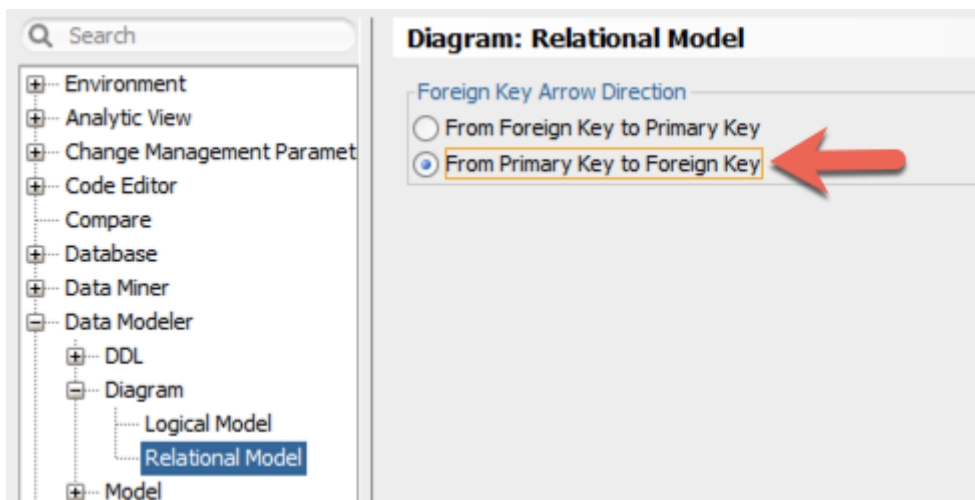 Search
Environment
Analytic View
Change Management Paramet
Code Editor
Compare
Database
Data Miner
Data Modeler
DDL
Diagram
Logical Model
Relational Model
Model
Diagram: Relational Model
Foreign Key Arrow Direction
From Foreign Key to Primary Key
From Primary Key to Foreign Key